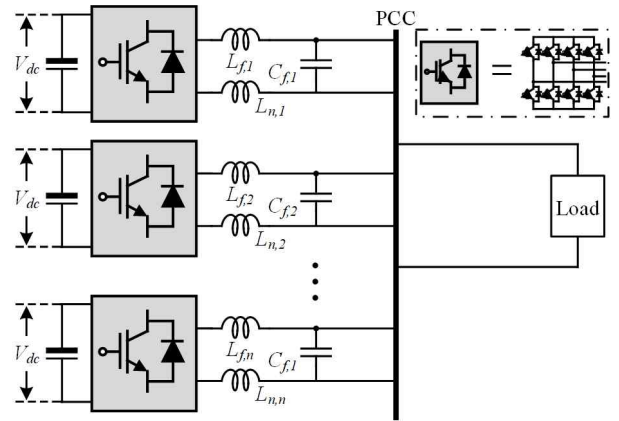 PCC
V_dc
L_f,1
C_f,1
L_n,1
=
V_dc
L_f,2
C_f,2
L_n,2
Load
V_dc
L_f,n
C_f,1
L_n,n